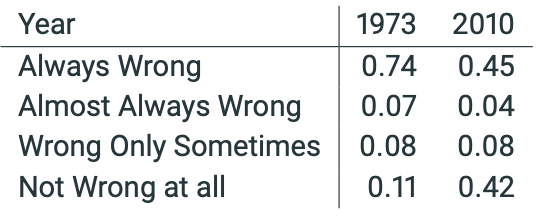 Year 1973 2010
Always Wrong 0.74 0.45
Almost Always Wrong 0.07 0.04
Wrong Only Sometimes 0.08 0.08
Not Wrong at all 0.11 0.42